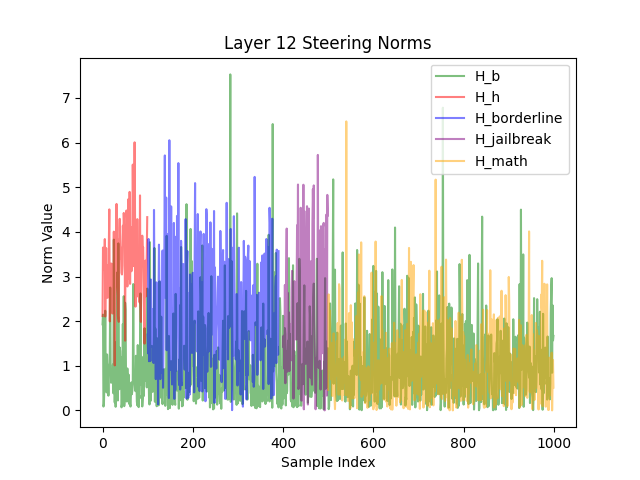 Layer 12 Steering Norms
H_b
H_h
H_borderline
H_jailbreak
H_math
Norm Value
7
6
5
4
3
2
1
0
0 200 400 600 800 1000
Sample Index